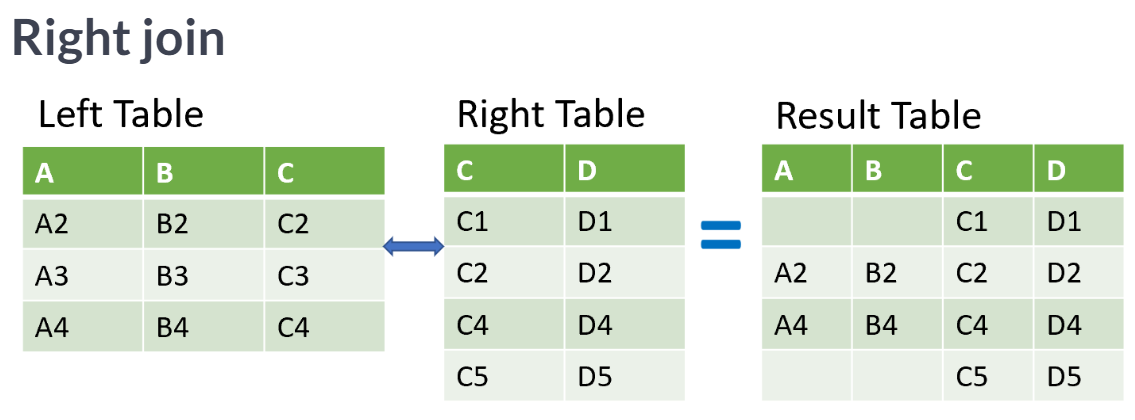 Right join
Left Table
A B C
A2 B2 C2
A3 B3 C3
A4 B4 C4
Right Table
C D
C1 D1
C2 D2
C4 D4
C5 D5
=
Result Table
A B C D
C1 D1
A2 B2 C2 D2
A4 B4 C4 D4
C5 D5